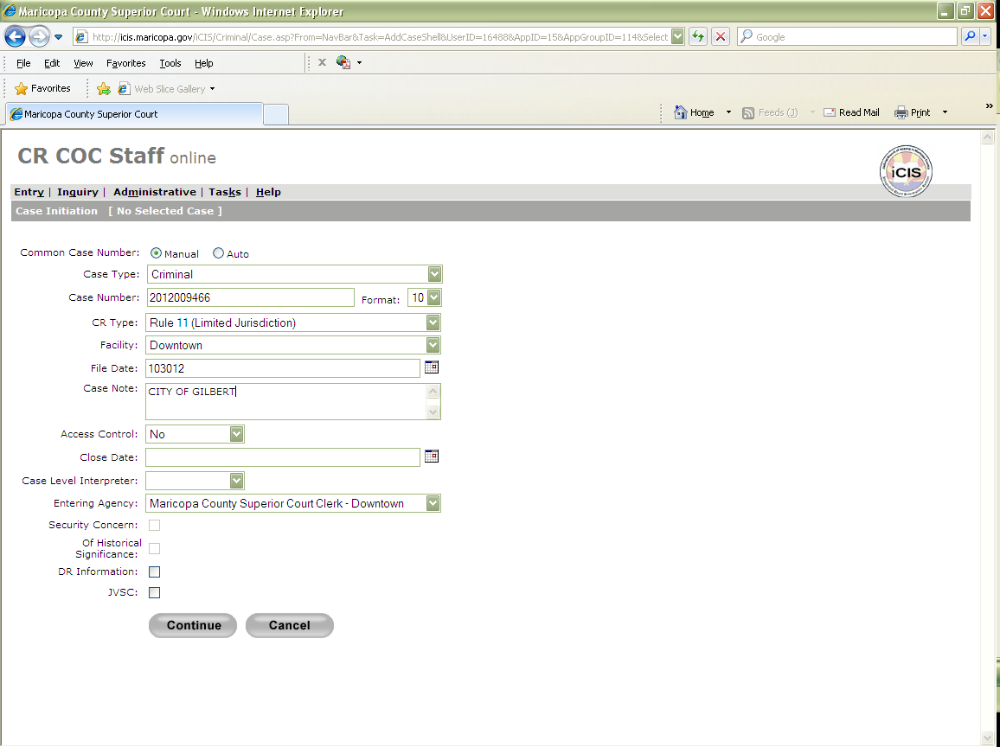 Maricopa County Superior Court - Windows Internet Explorer
http://icis.maricopa.gov/iCIS/Criminal/Case.asp?From=NavBar&Task=AddCaseShell&UserID=16488&AppID=15&AppGroupID=114&Select
Google
File Edit View Favorites Tools Help
Favorites Web Slice Gallery
Maricopa County Superior Court Home Feeds (J) Read Mail Print »
CR COC Staff online
iCIS
Entry | Inquiry | Administrative | Tasks | Help
Case Initiation [ No Selected Case ]
Common Case Number: Manual Auto
Case Type: Criminal
Case Number: 2012009466 Format: 10
CR Type: Rule 11 (Limited Jurisdiction)
Facility: Downtown
File Date: 103012
Case Note: CITY OF GILBERT
Access Control: No
Close Date:
Case Level Interpreter:
Entering Agency: Maricopa County Superior Court Clerk - Downtown
Security Concern:
Of Historical
Significance:
DR Information:
JVSC:
Continue Cancel